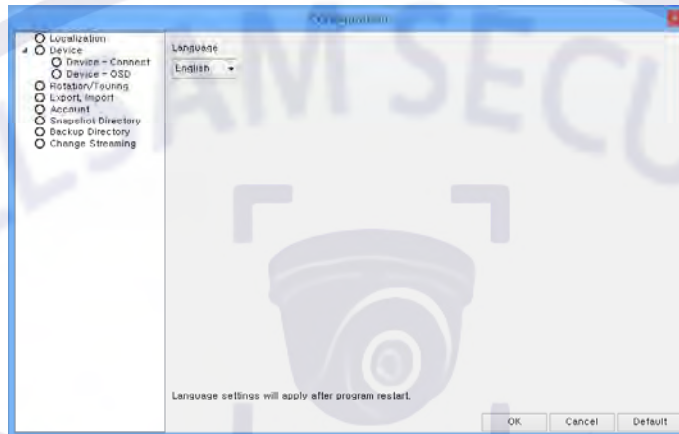 Configuration
Localization
Device
Device - Connect
Device - OSD
Rotation/Touring
Export, Import
Account
Snapshot Directory
Backup Directory
Change Streaming
Language
English
Language settings will apply after program restart.
OK Cancel Default